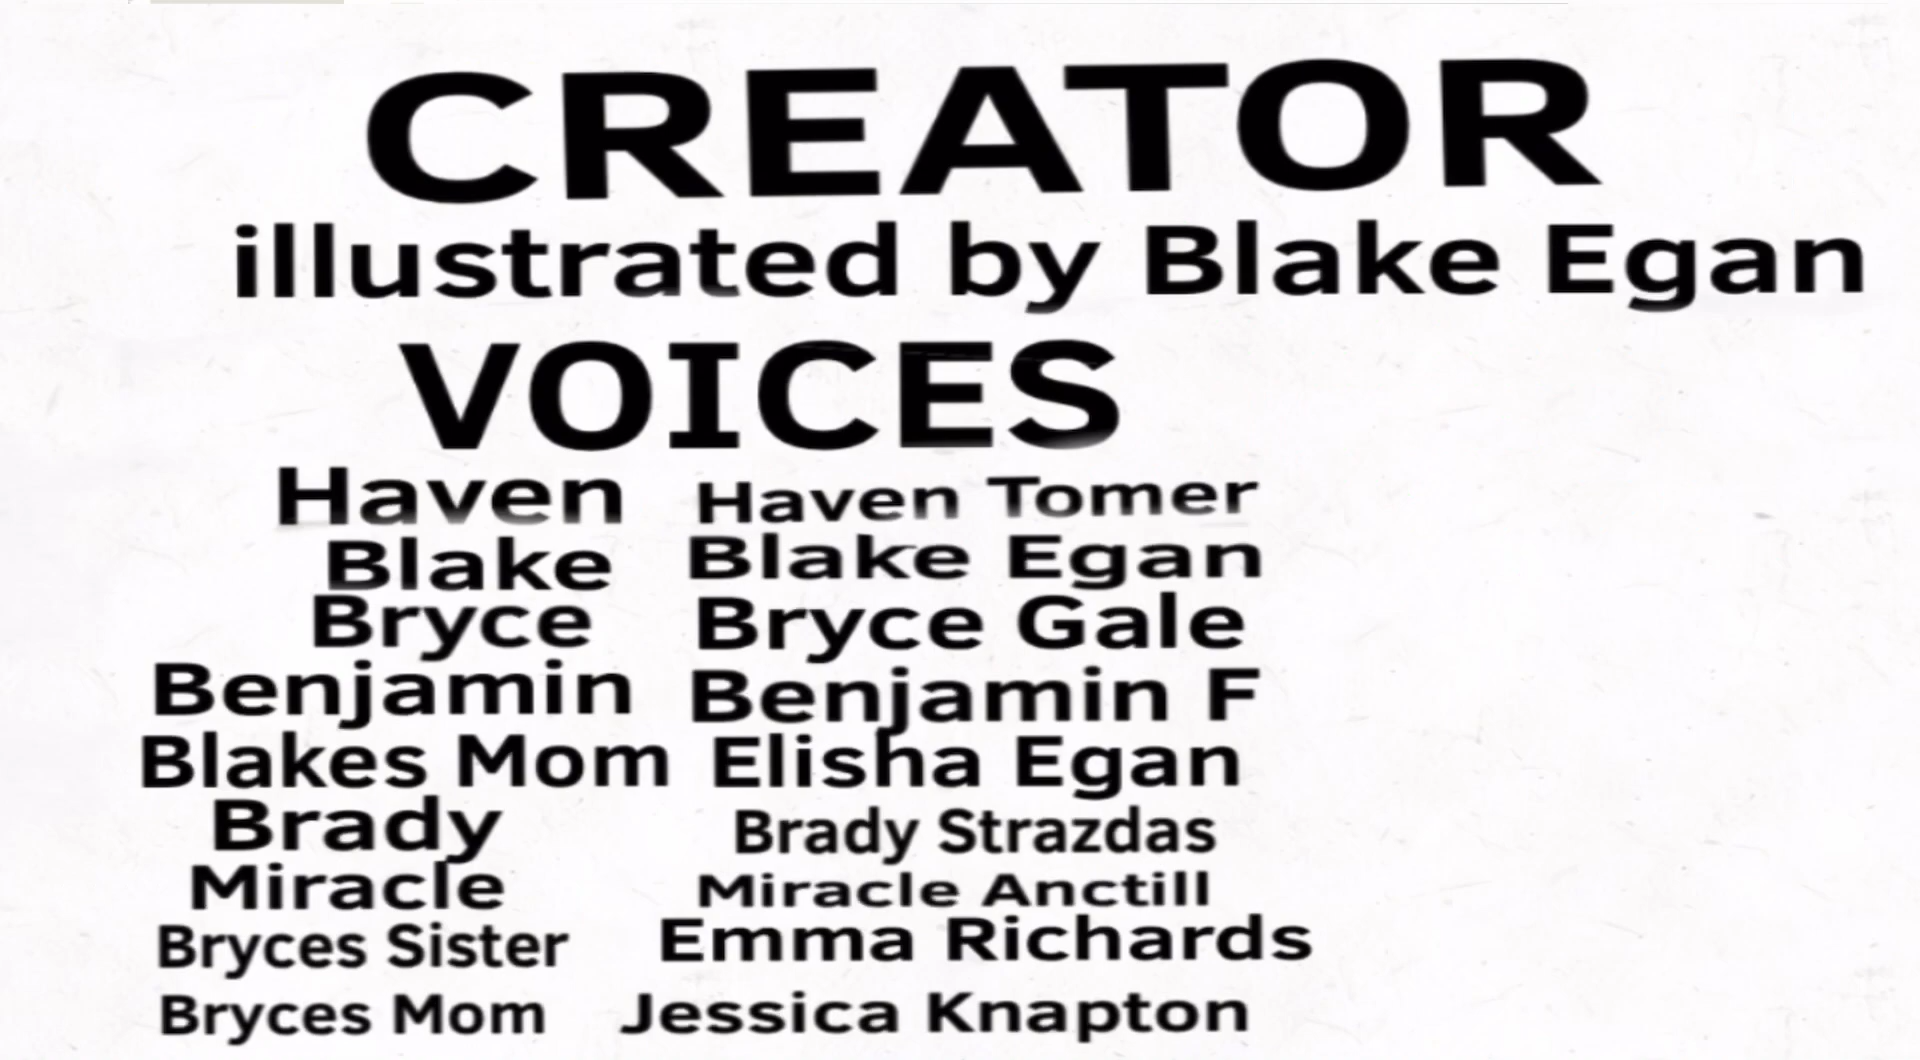 CREATOR
illustrated by Blake Egan
VOICES
Haven Haven Tomer
Blake Blake Egan
Bryce Bryce Gale
Benjamin Benjamin F
Blakes Mom Elisha Egan
Brady Brady Strazdas
Miracle Miracle Anctill
Bryces Sister Emma Richards
Bryces Mom Jessica Knapton